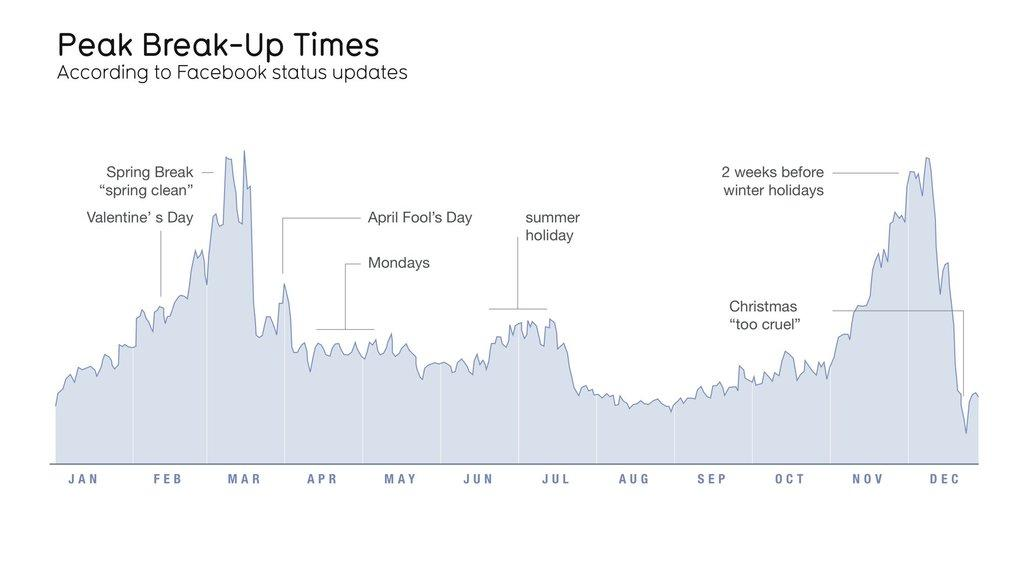 Peak Break-Up Times
According to Facebook status updates
Spring Break
“spring clean”
Valentine’ s Day
April Fool’s Day
Mondays
summer
holiday
2 weeks before
winter holidays
Christmas
“too cruel”
JAN FEB MAR APR MAY JUN JUL AUG SEP OCT NOV DEC